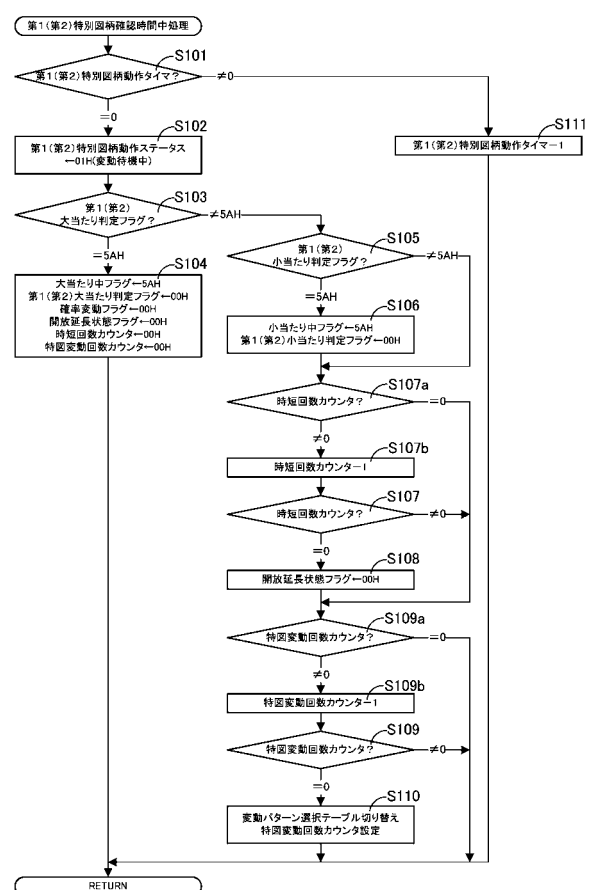 第1(第2)特別図柄確認時間中処理
S101
第1(第2)特別図柄動作タイマ?
≠0
=0
S102
第1(第2)特別図柄動作ステータス
←01H(変動待機中)
S111
第1(第2)特別図柄動作タイマ−1
S103
第1(第2)
大当たり判定フラグ?
≠5AH
=5AH
S104
大当たり中フラグ←5AH
第1(第2)大当たり判定フラグ←00H
確率変動フラグ←00H
開放延長状態フラグ←00H
時短回数カウンタ←00H
特図変動回数カウンタ←00H
S105
第1(第2)
小当たり判定フラグ?
≠5AH
=5AH
S106
小当たり中フラグ←5AH
第1(第2)小当たり判定フラグ←00H
S107a
時短回数カウンタ?
=0
≠0
S107b
時短回数カウンタ−1
S107
時短回数カウンタ?
≠0
=0
S108
開放延長状態フラグ←00H
S109a
特図変動回数カウンタ?
=0
≠0
S109b
特図変動回数カウンタ−1
S109
特図変動回数カウンタ?
≠0
=0
S110
変動パターン選択テーブル切り替え
特図変動回数カウンタ設定
RETURN